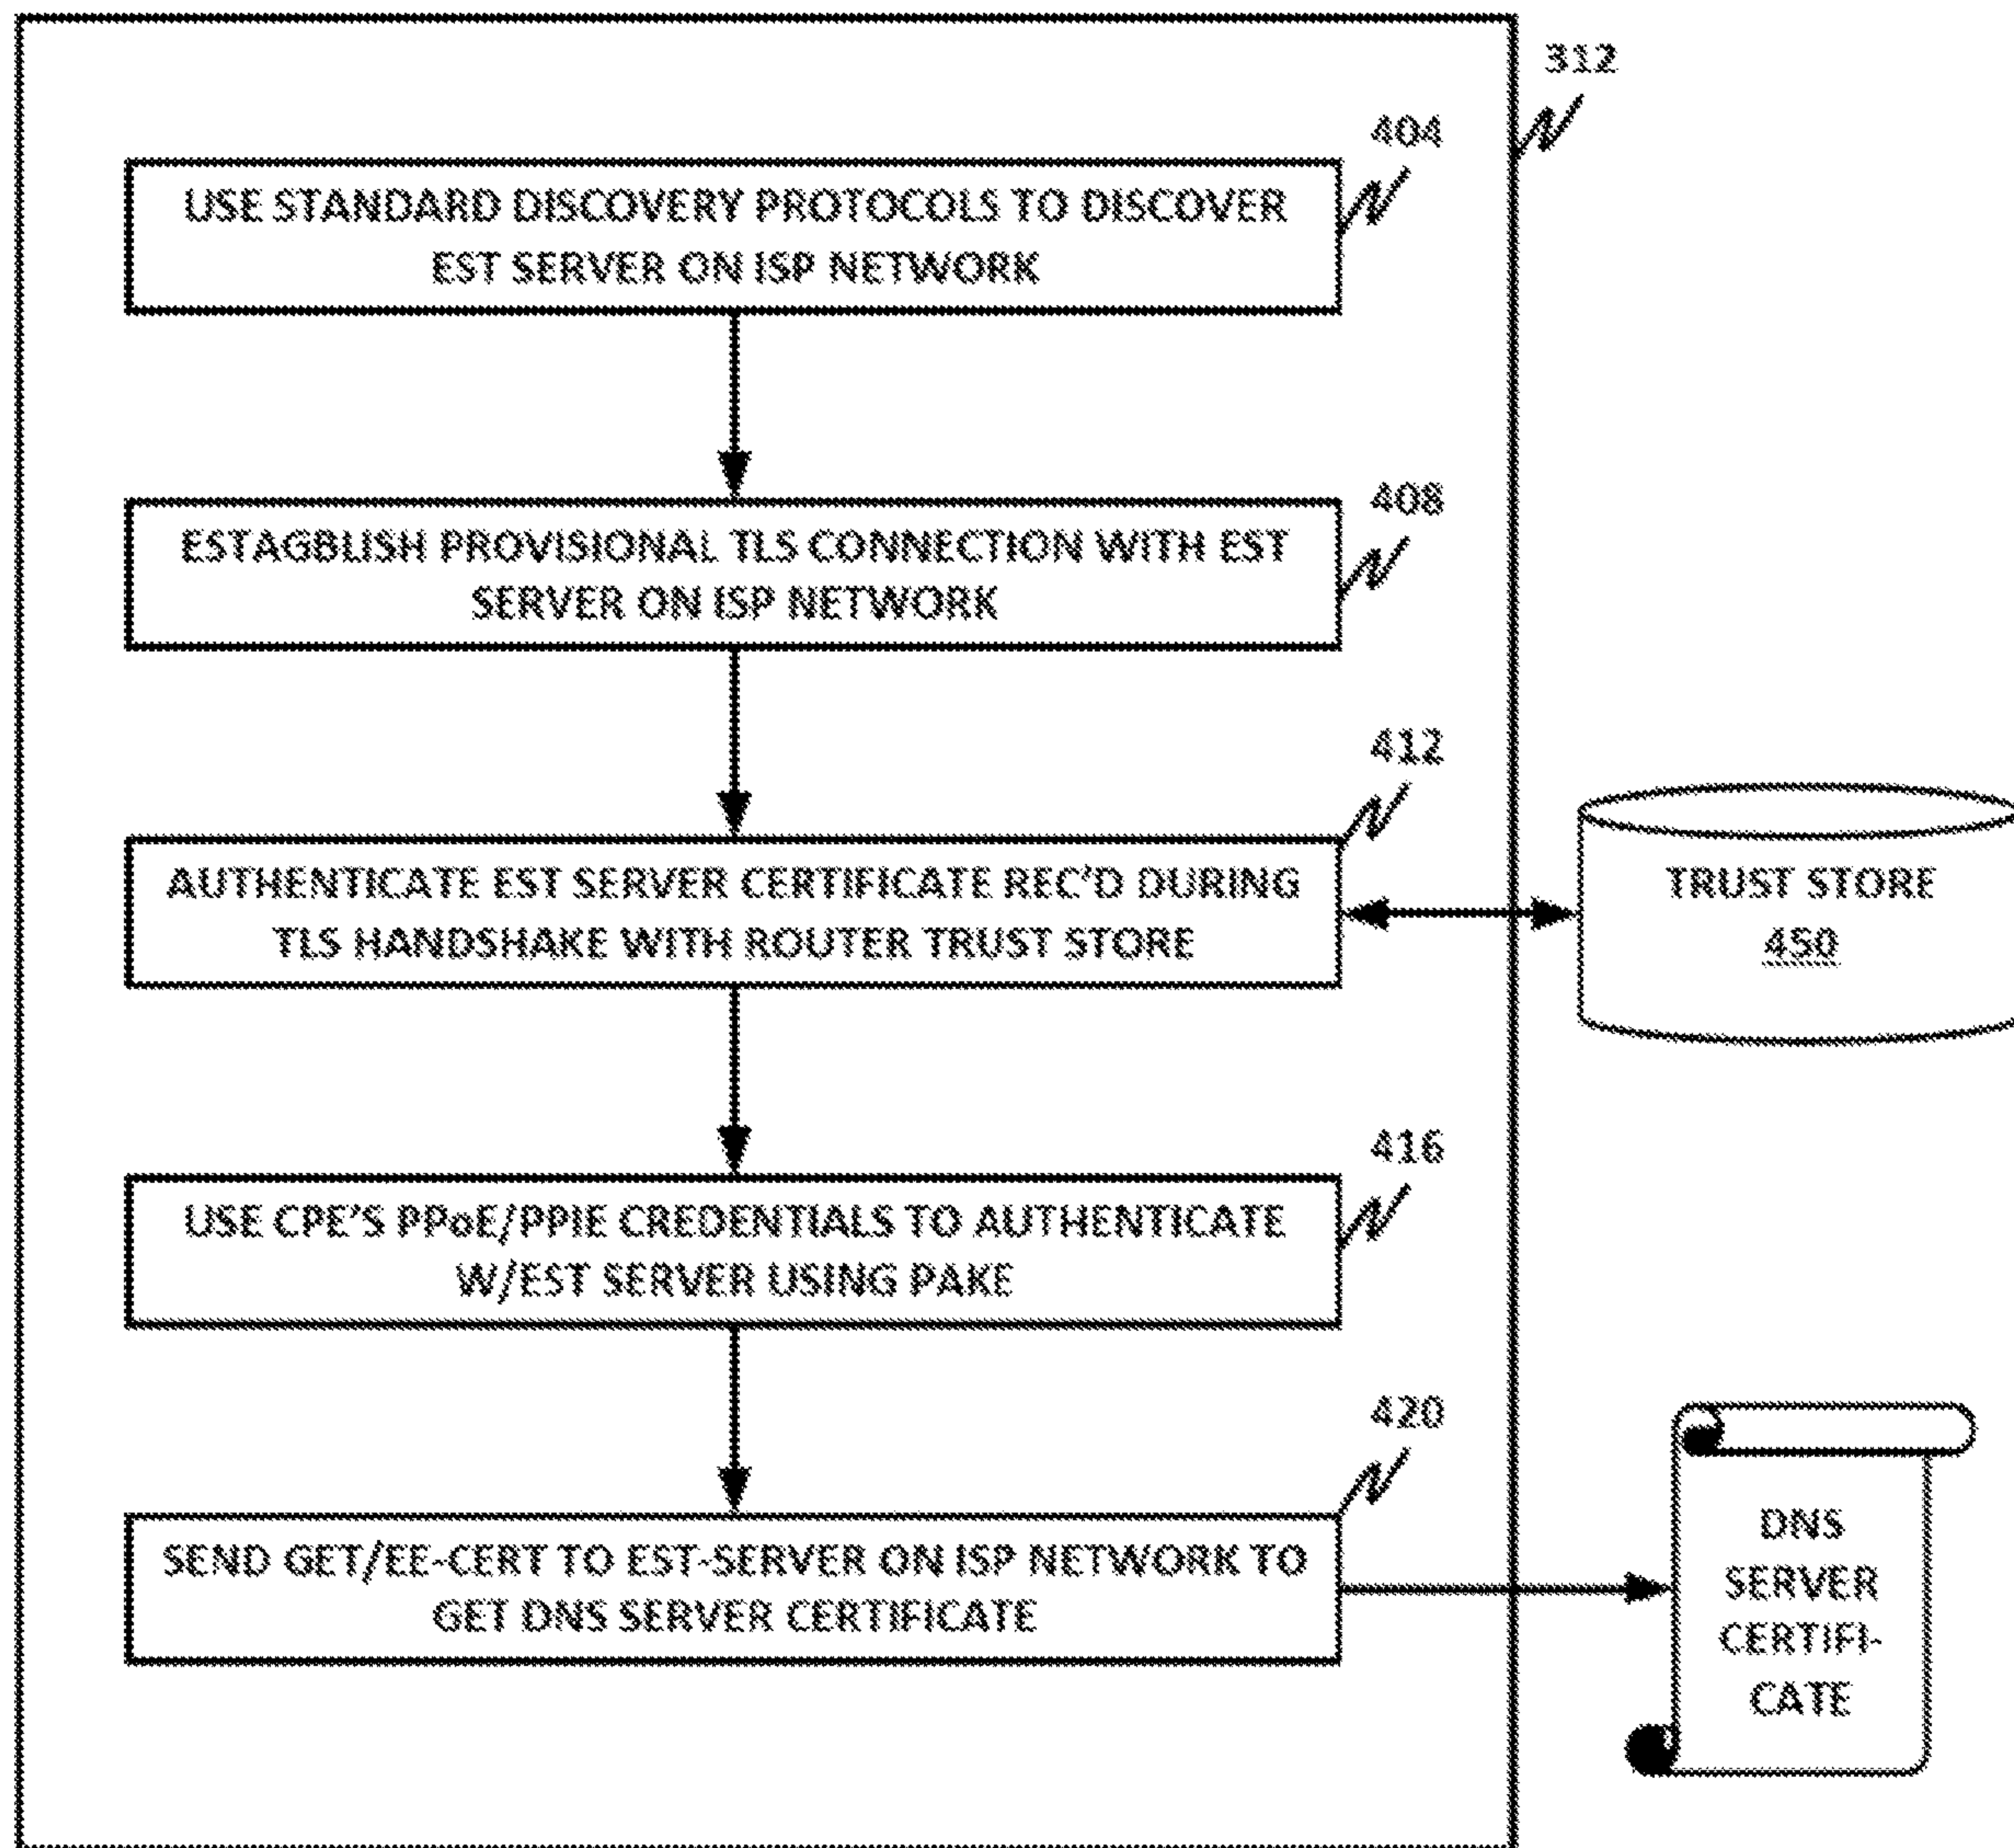 312
404
USE STANDARD DISCOVERY PROTOCOLS TO DISCOVER
EST SERVER ON ISP NETWORK
408
ESTAGBLISH PROVISIONAL TLS CONNECTION WITH EST
SERVER ON ISP NETWORK
412
AUTHENTICATE EST SERVER CERTIFICATE REC'D DURING
TLS HANDSHAKE WITH ROUTER TRUST STORE
TRUST STORE
450
416
USE CPE'S PPoE/PPIE CREDENTIALS TO AUTHENTICATE
W/EST SERVER USING PAKE
420
SEND GET/EE-CERT TO EST-SERVER ON ISP NETWORK TO
GET DNS SERVER CERTIFICATE
DNS
SERVER
CERTIFI-
CATE